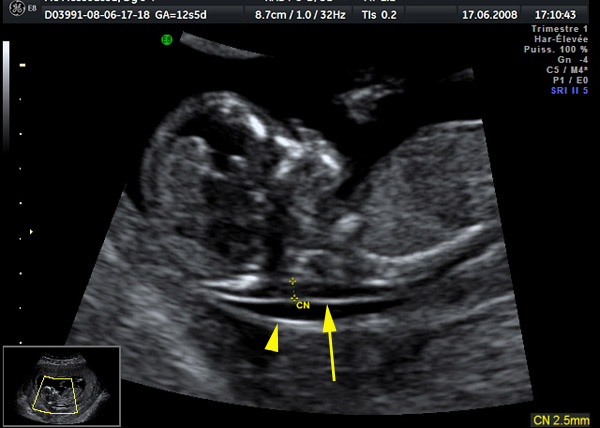 GE E8
D03991-08-06-17-18 GA=12s5d 8.7cm / 1.0 / 32Hz TIs 0.2 17.06.2008 17:10:43
Trimestre 1
Har-Élevée
Puiss. 100 %
Gn -4
C5 / M4*
P1 / E0
SRI II 5
CN
CN 2.5mm